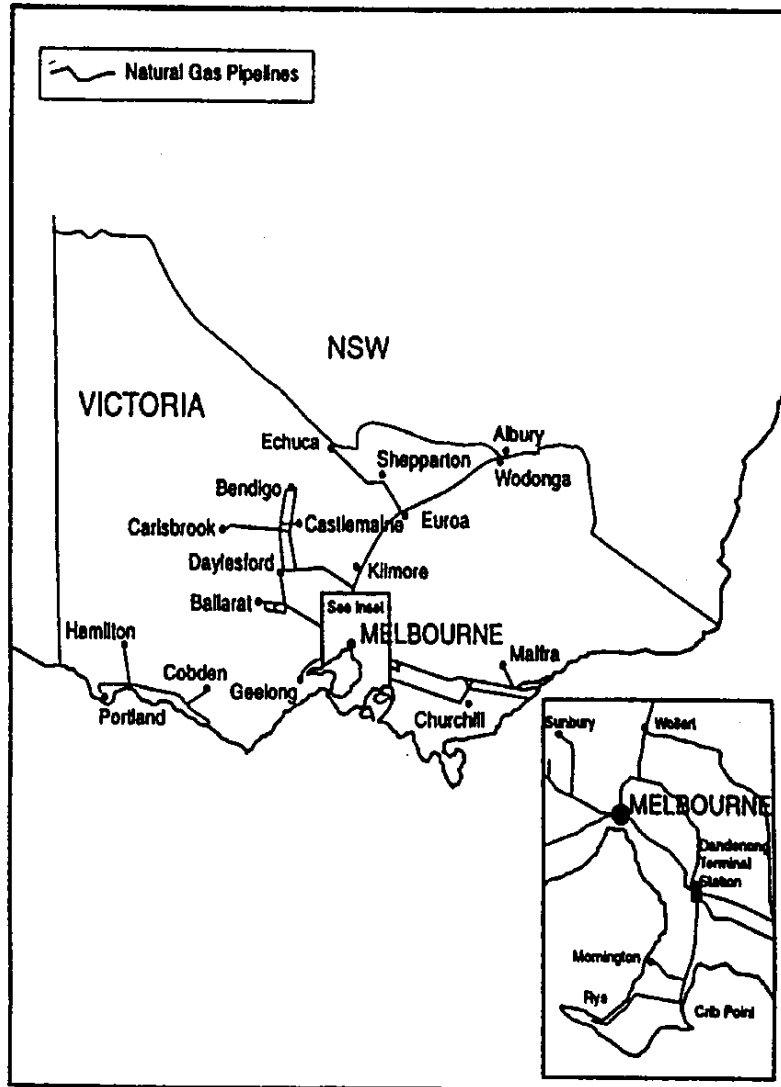 Natural Gas Pipelines
NSW
VICTORIA
Albury
Echuca
Shepparton
Wodonga
Bendigo
Castlemaine
Euroa
Carlsbrook
Daylesford
Kilmore
Ballarat
See Inset
Hamilton
MELBOURNE
Maffra
Cobden
Geelong
Portland
Churchill
Sunbury
Wollert
MELBOURNE
Dandenong
Terminal
Station
Mornington
Rye
Crib Point